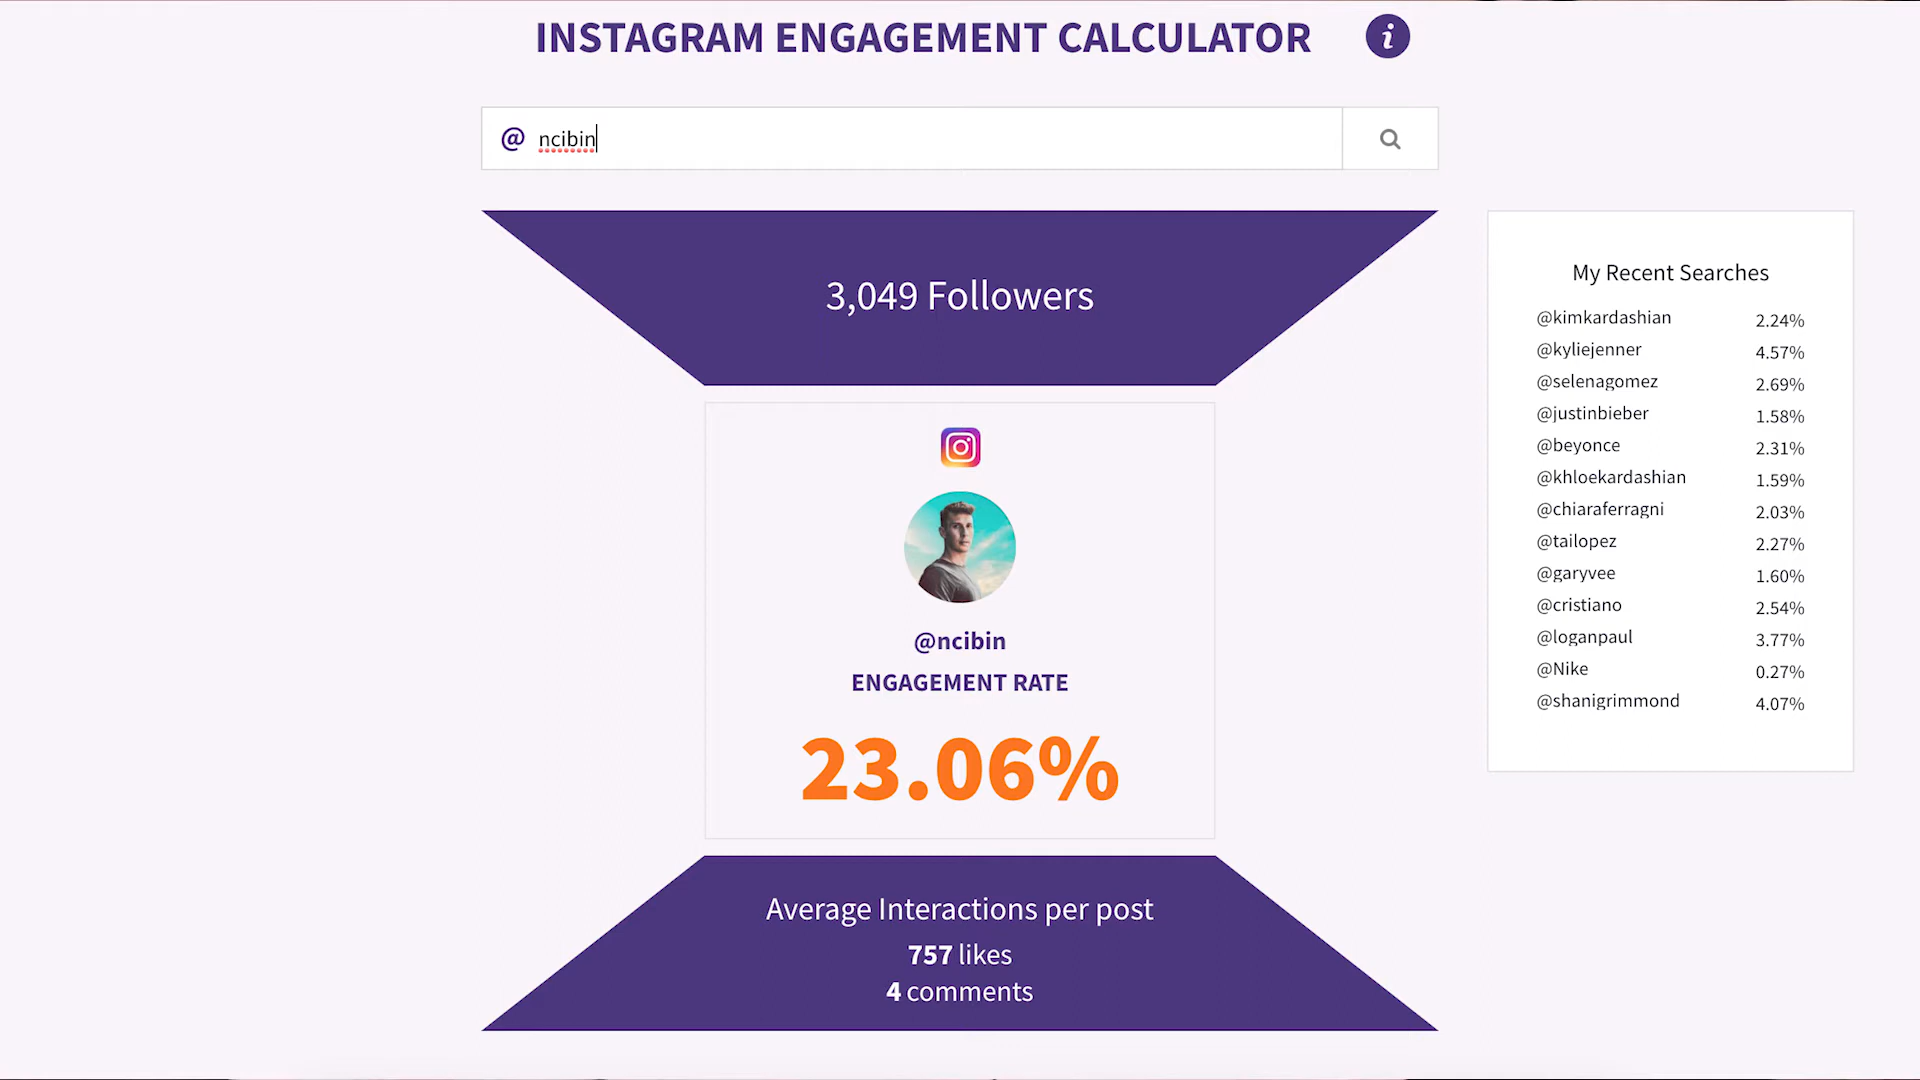 INSTAGRAM ENGAGEMENT CALCULATOR i
@ ncibin
3,049 Followers
@ncibin
ENGAGEMENT RATE
23.06%
Average Interactions per post
757 likes
4 comments
My Recent Searches
@kimkardashian 2.24%
@kyliejenner 4.57%
@selenagomez 2.69%
@justinbieber 1.58%
@beyonce 2.31%
@khloekardashian 1.59%
@chiaraferragni 2.03%
@tailopez 2.27%
@garyvee 1.60%
@cristiano 2.54%
@loganpaul 3.77%
@Nike 0.27%
@shanigrimmond 4.07%